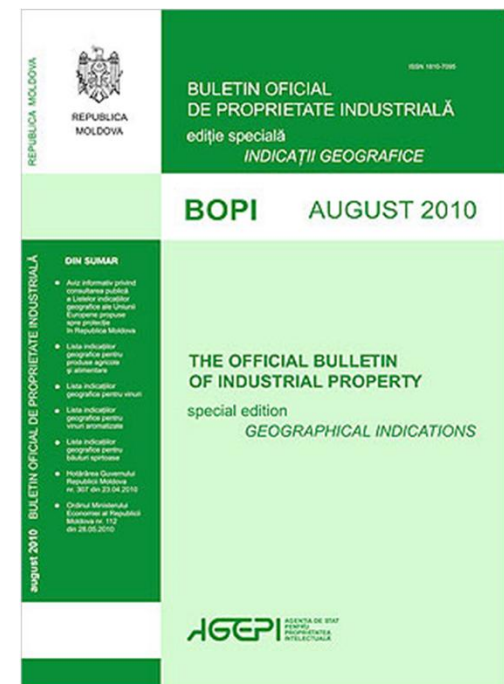 REPUBLICA MOLDOVA
REPUBLICA
MOLDOVA
BULETIN OFICIAL
DE PROPRIETATE INDUSTRIALĂ
ediție specială
INDICAȚII GEOGRAFICE
BOPI AUGUST 2010
august 2010 BULETIN OFICIAL DE PROPRIETATE INDUSTRIALĂ
DIN SUMAR
Aviz informativ privind
consultarea publică
a Listelor indicațiilor
geografice ale Uniunii
Europene propuse
spre protecție
în Republica Moldova
Lista indicațiilor
geografice pentru
produse agricole
și alimentare
Lista indicațiilor
geografice pentru vinuri
Lista indicațiilor
geografice pentru
vinuri aromatizate
Lista indicațiilor
geografice pentru
băuturi spirtoase
Hotărârea Guvernului
Republicii Moldova
nr. 307 din 23.04.2010
Ordinul Ministerului
Economiei al Republicii
Moldova nr. 112
din 28.05.2010
THE OFFICIAL BULLETIN
OF INDUSTRIAL PROPERTY
special edition
GEOGRAPHICAL INDICATIONS
AGEPI
AGENȚIA DE STAT
PENTRU
PROPRIETATEA
INTELECTUALĂ